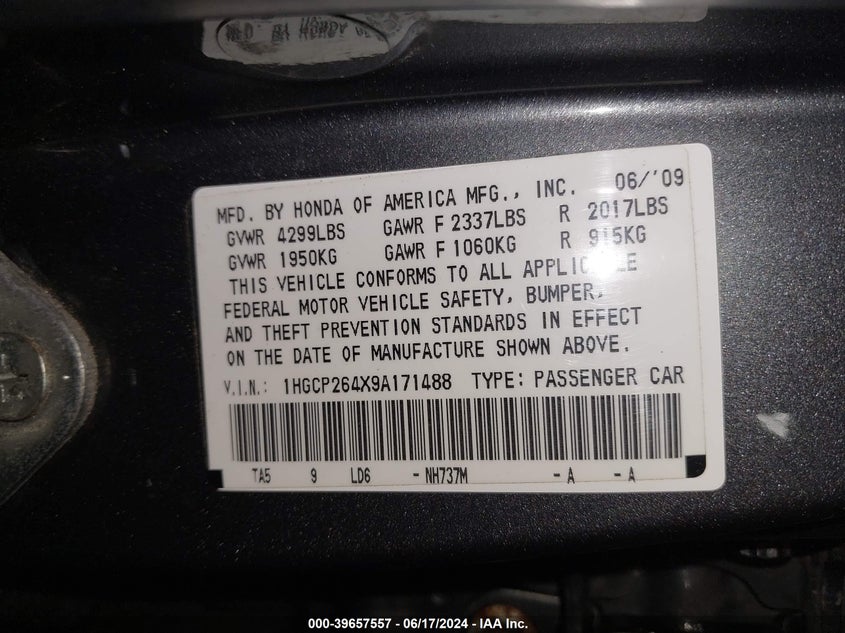 HONDA
MFD. BY HONDA OF AMERICA MFG., INC. 06/'09
GVWR 4299LBS GAWR F 2337LBS R 2017LBS
GVWR 1950KG GAWR F 1060KG R 915KG
THIS VEHICLE CONFORMS TO ALL
FEDERAL MOTOR VEHICLE SAFETY, BUMPER,
AND THEFT PREVENTION STANDARDS IN EFFECT
ON THE DATE OF MANUFACTURE SHOWN ABOVE.
V.I.N.: 1HGCP264X9A171488 TYPE: PASSENGER CAR
TA5 9 LD6 - NH737M - A - A
000-39657557 - 06/17/2024 - IAA Inc.